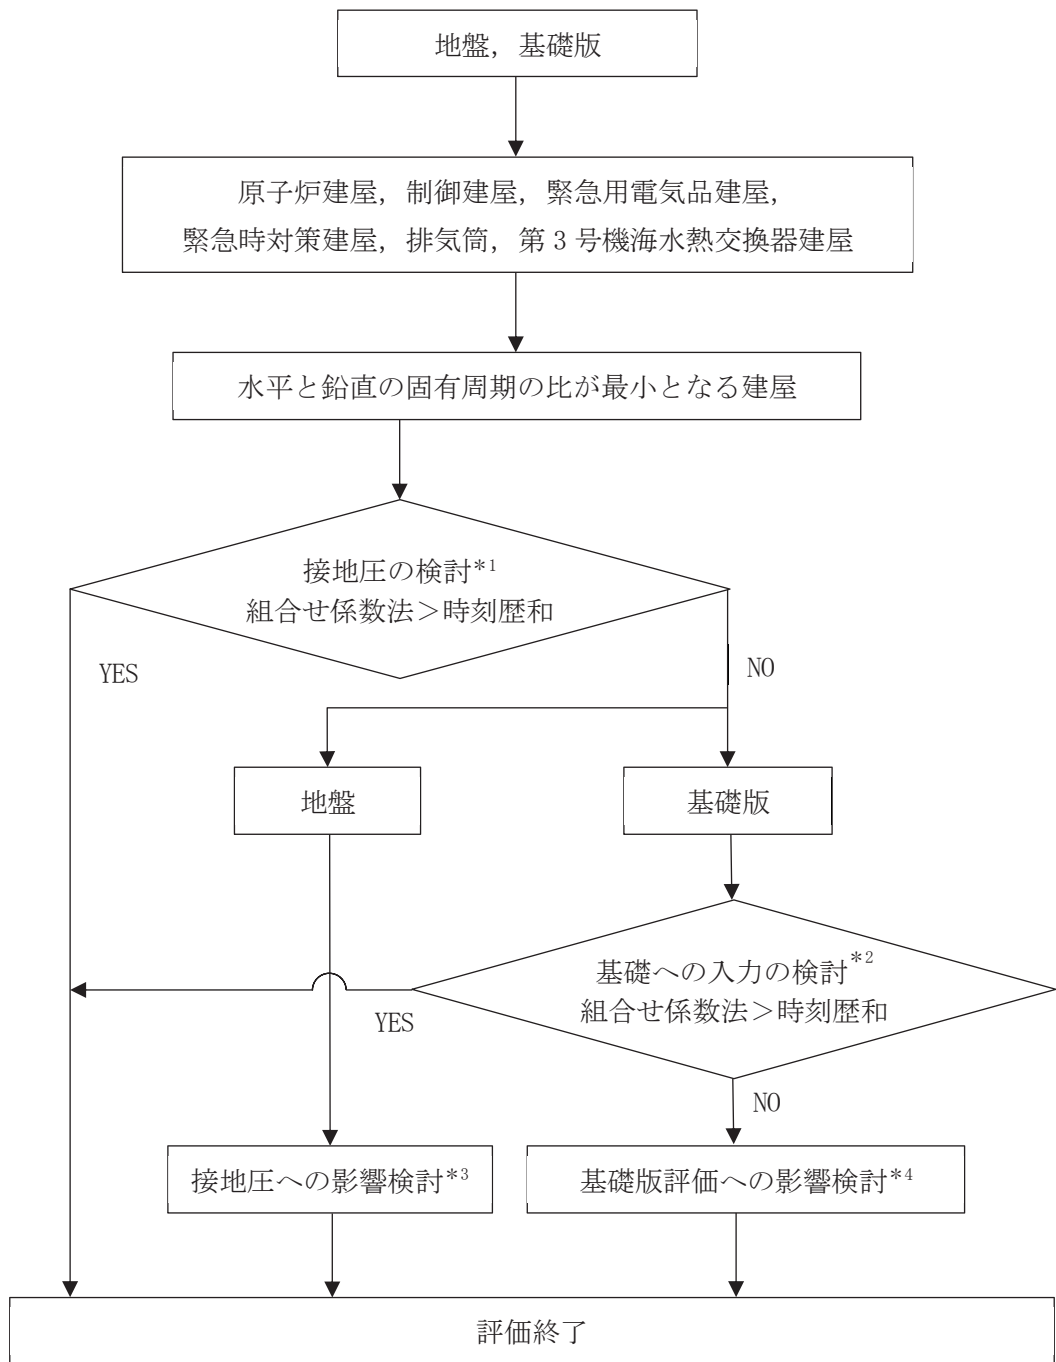 地盤, 基礎版
原子炉建屋, 制御建屋, 緊急用電気品建屋,
緊急時対策建屋, 排気筒, 第3号機海水熱交換器建屋
水平と鉛直の固有周期の比が最小となる建屋
接地圧の検討*1
組合せ係数法＞時刻歴和
YES
NO
地盤
基礎版
基礎への入力の検討*2
組合せ係数法＞時刻歴和
YES
NO
接地圧への影響検討*3
基礎版評価への影響検討*4
評価終了